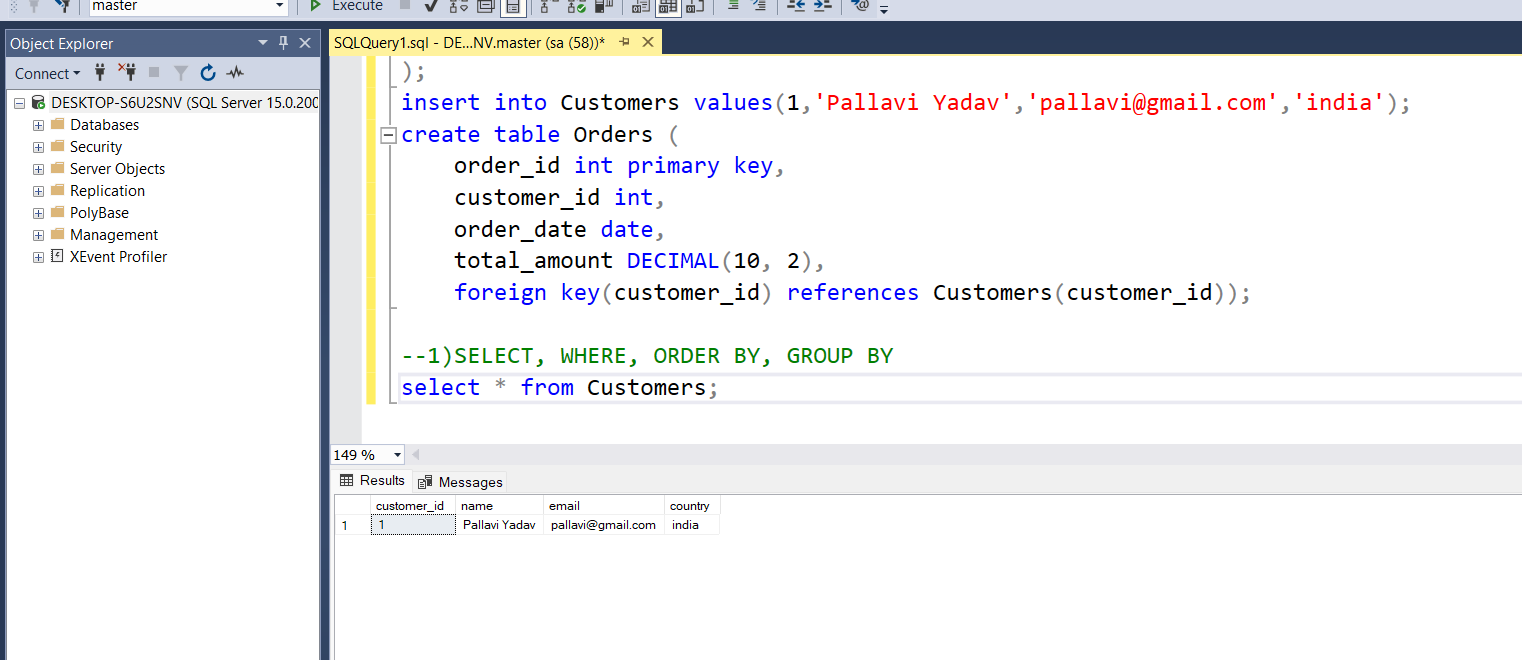 master
Execute
Object Explorer
Connect
DESKTOP-S6U2SNV (SQL Server 15.0.200
Databases
Security
Server Objects
Replication
PolyBase
Management
XEvent Profiler
SQLQuery1.sql - DE...NV.master (sa (58))*
);
insert into Customers values(1,'Pallavi Yadav','pallavi@gmail.com','india');
create table Orders (
order_id int primary key,
customer_id int,
order_date date,
total_amount DECIMAL(10, 2),
foreign key(customer_id) references Customers(customer_id));
--1)SELECT, WHERE, ORDER BY, GROUP BY
select * from Customers;
149 %
Results Messages
customer_id name email country
1 1 Pallavi Yadav pallavi@gmail.com india